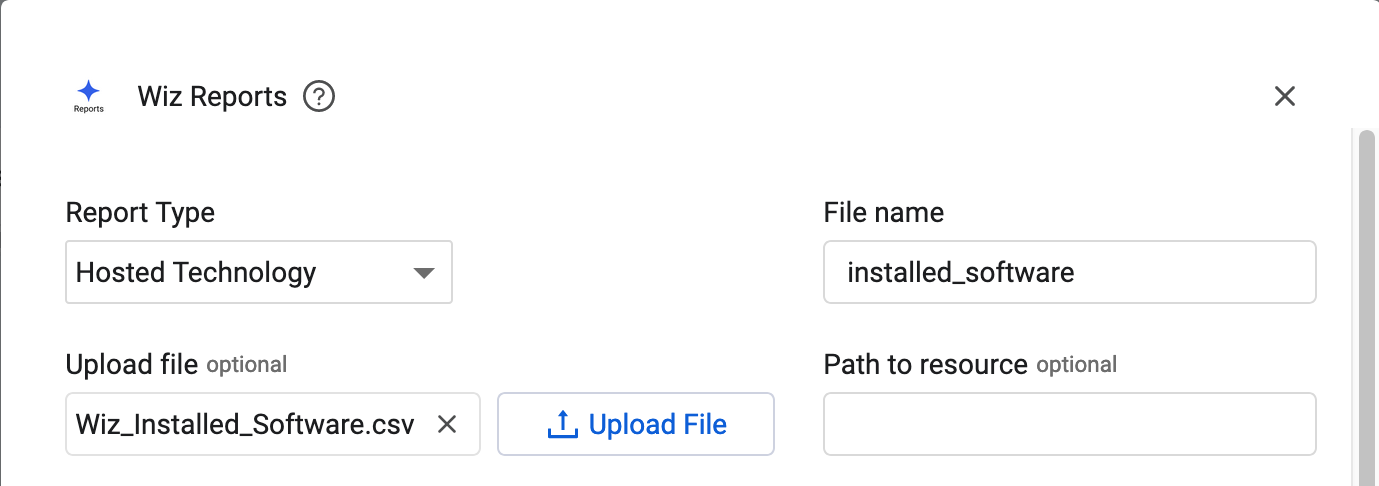 Reports
Wiz Reports ?
Report Type
File name
Hosted Technology
installed_software
Upload file optional
Path to resource optional
Wiz_Installed_Software.csv
Upload File